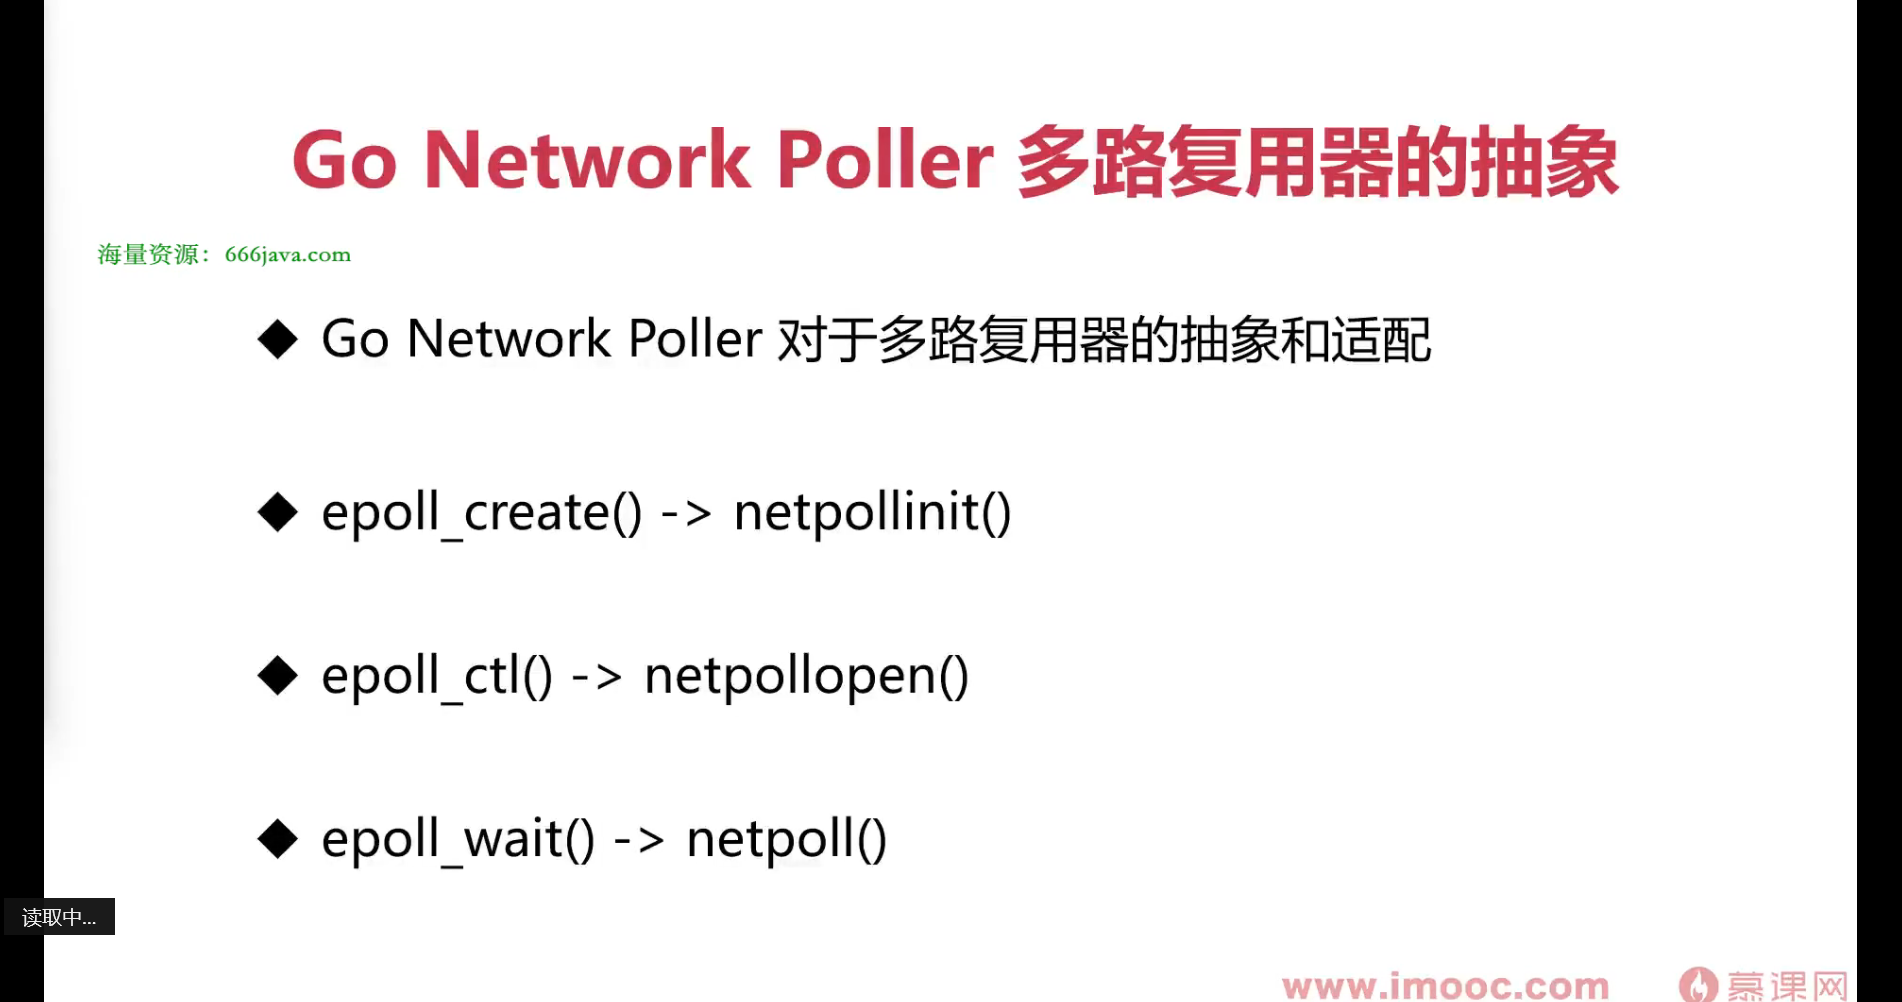 Go Network Poller 多路复用器的抽象
海量资源：666java.com
◆ Go Network Poller 对于多路复用器的抽象和适配
◆ epoll_create() -> netpollinit()
◆ epoll_ctl() -> netpollopen()
◆ epoll_wait() -> netpoll()
读取中...
www.imooc.com 慕课网